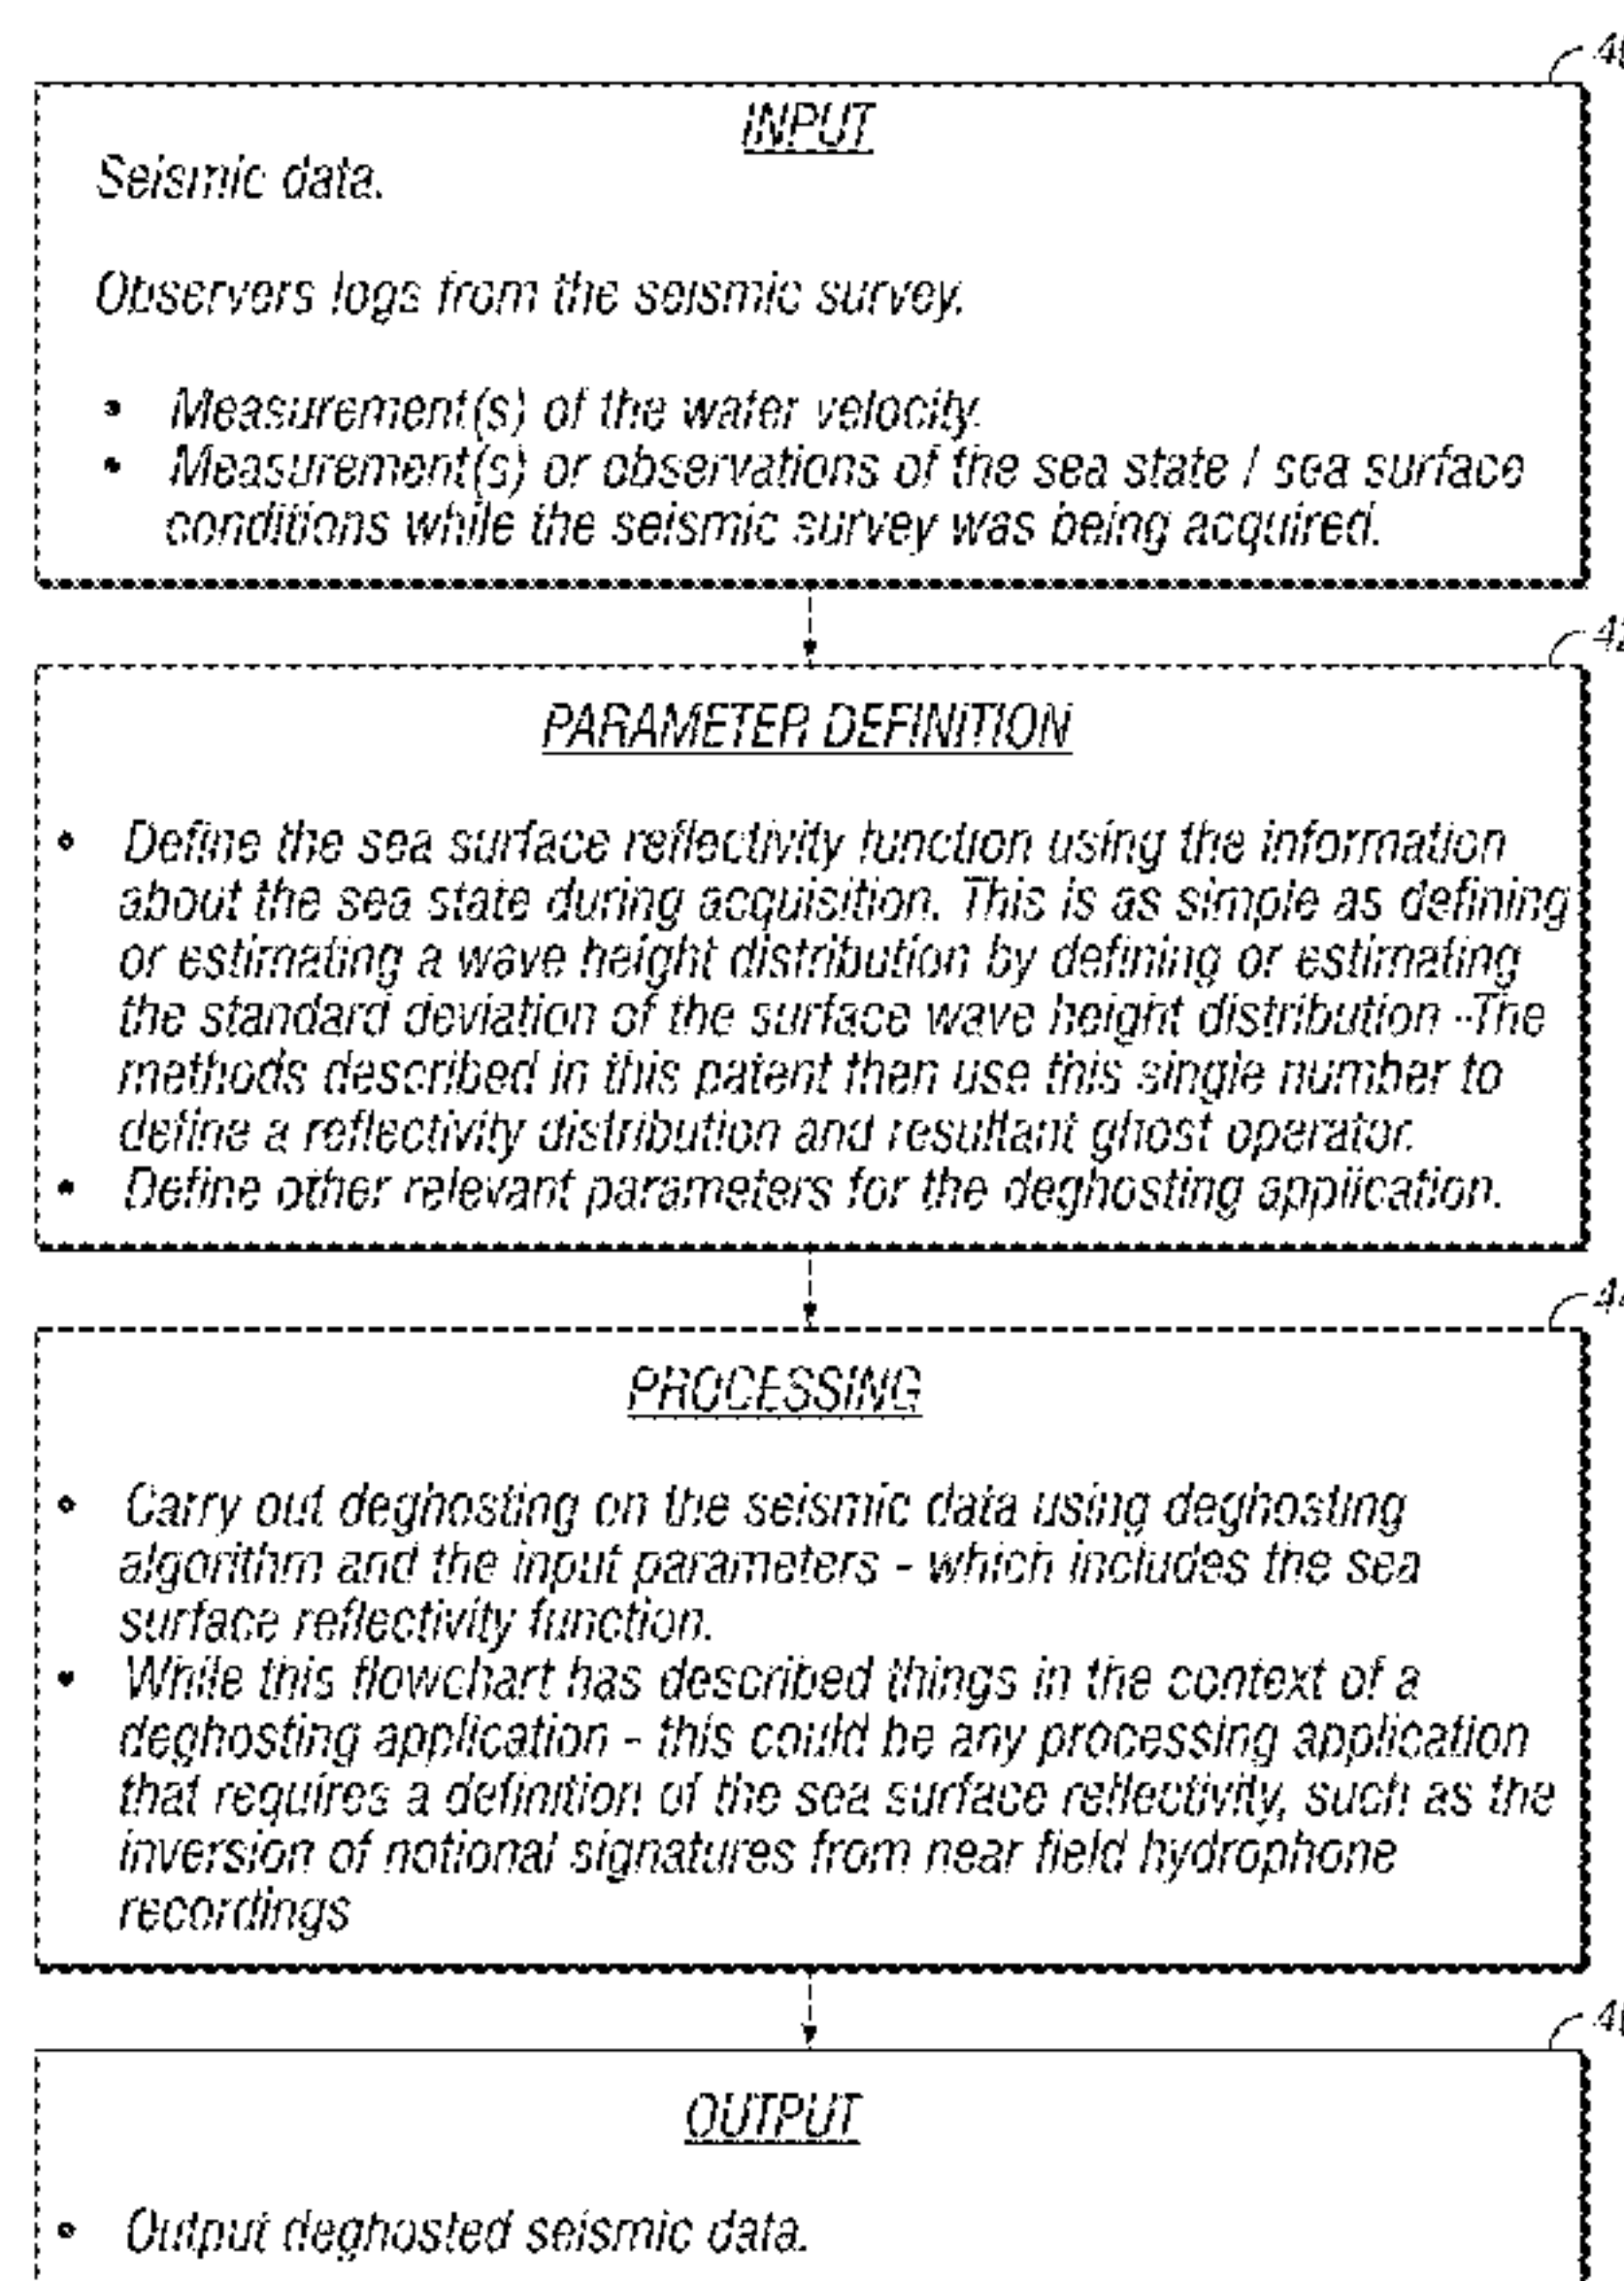 INPUT
Seismic data.
Observers logs from the seismic survey.
• Measurement(s) of the water velocity.
• Measurement(s) or observations of the sea state / sea surface
conditions while the seismic survey was being acquired.
PARAMETER DEFINITION
• Define the sea surface reflectivity function using the information
about the sea state during acquisition. This is as simple as defining
or estimating a wave height distribution by defining or estimating
the standard deviation of the surface wave height distribution -The
methods described in this patent then use this single number to
define a reflectivity distribution and resultant ghost operator.
• Define other relevant parameters for the deghosting application.
PROCESSING
• Carry out deghosting on the seismic data using deghosting
algorithm and the input parameters - which includes the sea
surface reflectivity function.
• While this flowchart has described things in the context of a
deghosting application - this could be any processing application
that requires a definition of the sea surface reflectivity, such as the
inversion of notional signatures from near field hydrophone
recordings
OUTPUT
• Output deghosted seismic data.